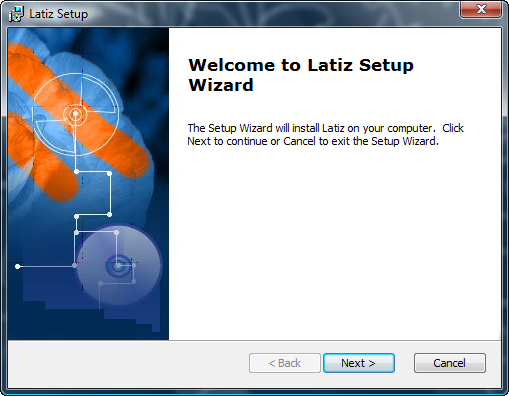 Latiz Setup
Welcome to Latiz Setup
Wizard
The Setup Wizard will install Latiz on your computer.  Click
Next to continue or Cancel to exit the Setup Wizard.
< Back
Next >
Cancel